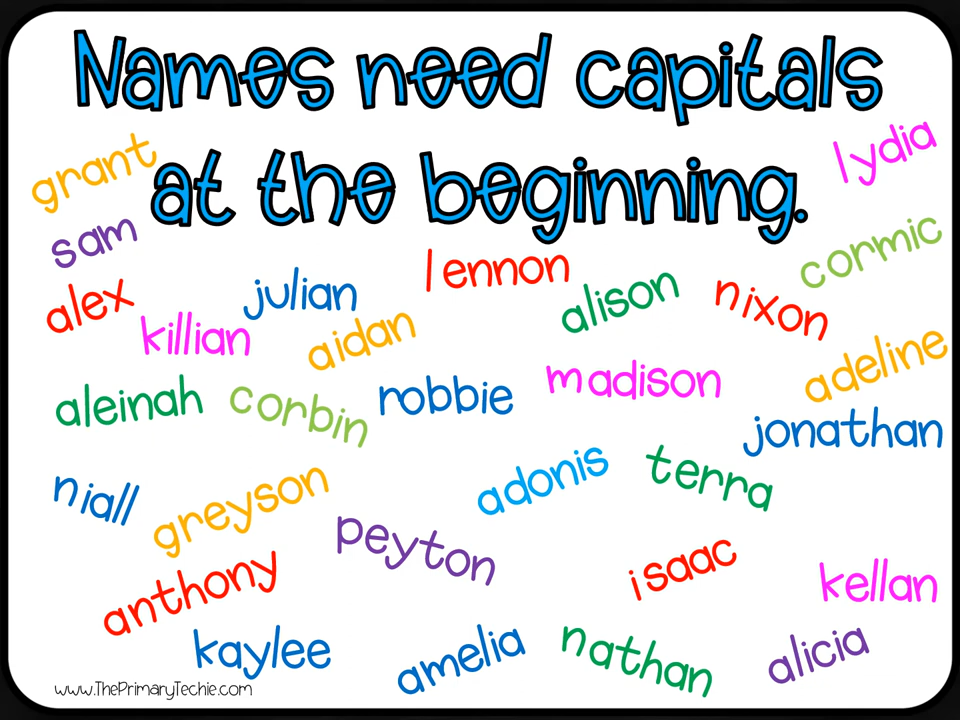 Names need capitals
at the beginning.
grant
lydia
sam
cormic
lennon
alex
julian
alison
nixon
killian
aidan
adeline
aleinah
corbin
robbie
madison
jonathan
niall
greyson
adonis
terra
peyton
anthony
isaac
kellan
kaylee
amelia
nathan
alicia
www.ThePrimaryTechie.com